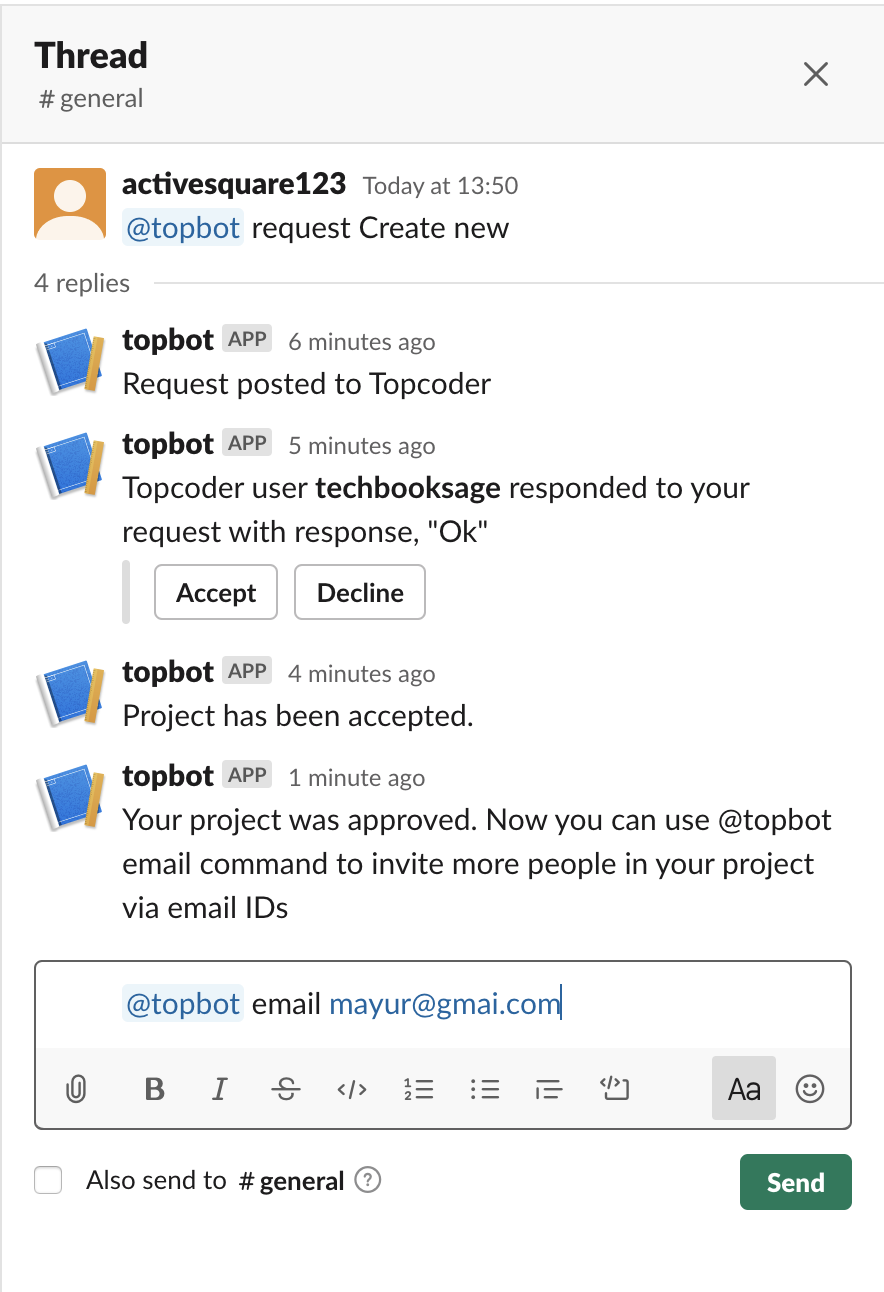 Thread
# general
activesquare123 Today at 13:50
@topbot request Create new
4 replies
topbot APP 6 minutes ago
Request posted to Topcoder
topbot APP 5 minutes ago
Topcoder user techbooksage responded to your
request with response, "Ok"
Accept Decline
topbot APP 4 minutes ago
Project has been accepted.
topbot APP 1 minute ago
Your project was approved. Now you can use @topbot
email command to invite more people in your project
via email IDs
@topbot email mayur@gmai.com
B I S </> Aa
Also send to # general ?
Send